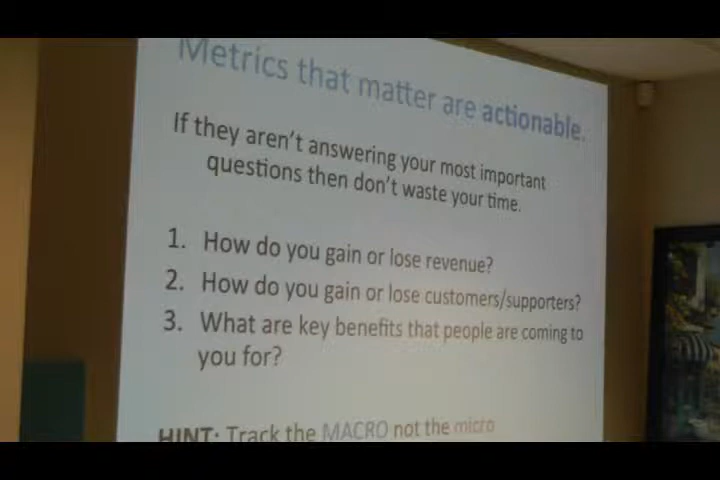 Metrics that matter are actionable.
If they aren't answering your most important
questions then don't waste your time.
1. How do you gain or lose revenue?
2. How do you gain or lose customers/supporters?
3. What are key benefits that people are coming to
you for?
HINT: Track the MACRO not the micro